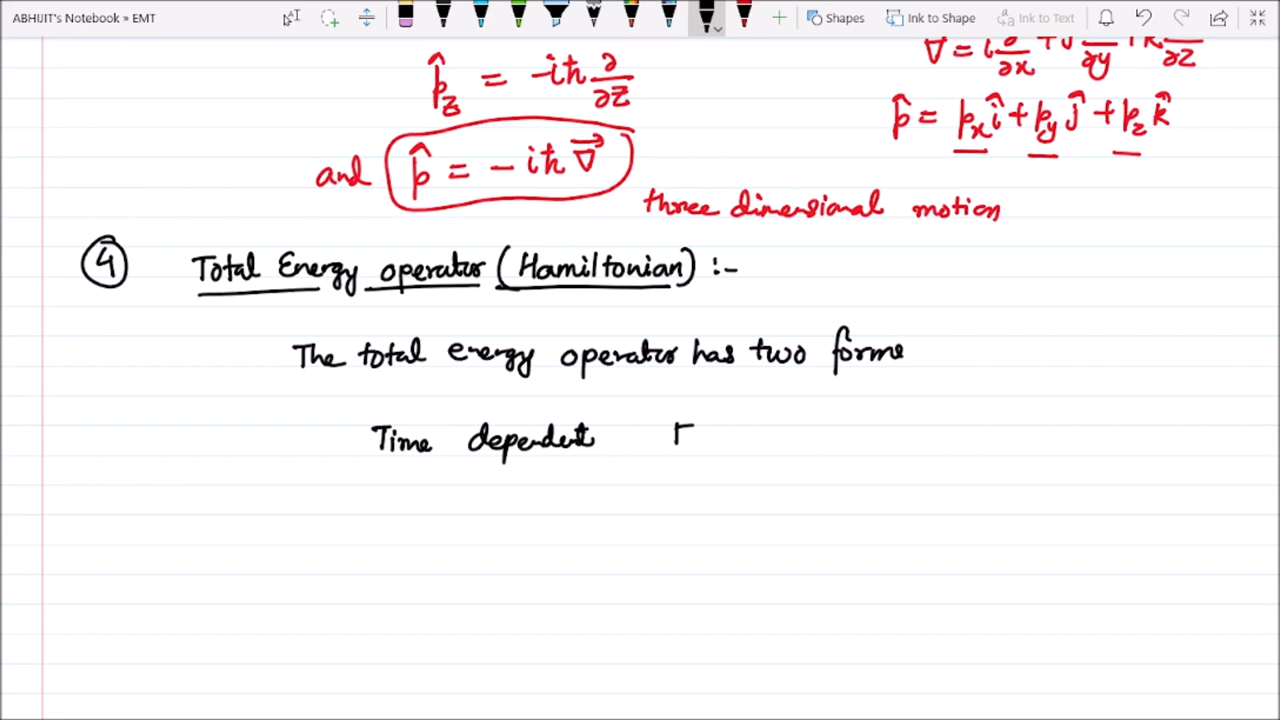 ABHIJIT's Notebook » EMT
Shapes Ink to Shape Ink to Text
p̂z = -iħ ∂/∂z
∇ = i ∂/∂x + j ∂/∂y + k ∂/∂z
p̂ = px î + py ĵ + pz k̂
and p̂ = - iħ ∇⃗
three dimensional motion
4 Total Energy operator (Hamiltonian) :-
The total energy operator has two forms
Time dependent